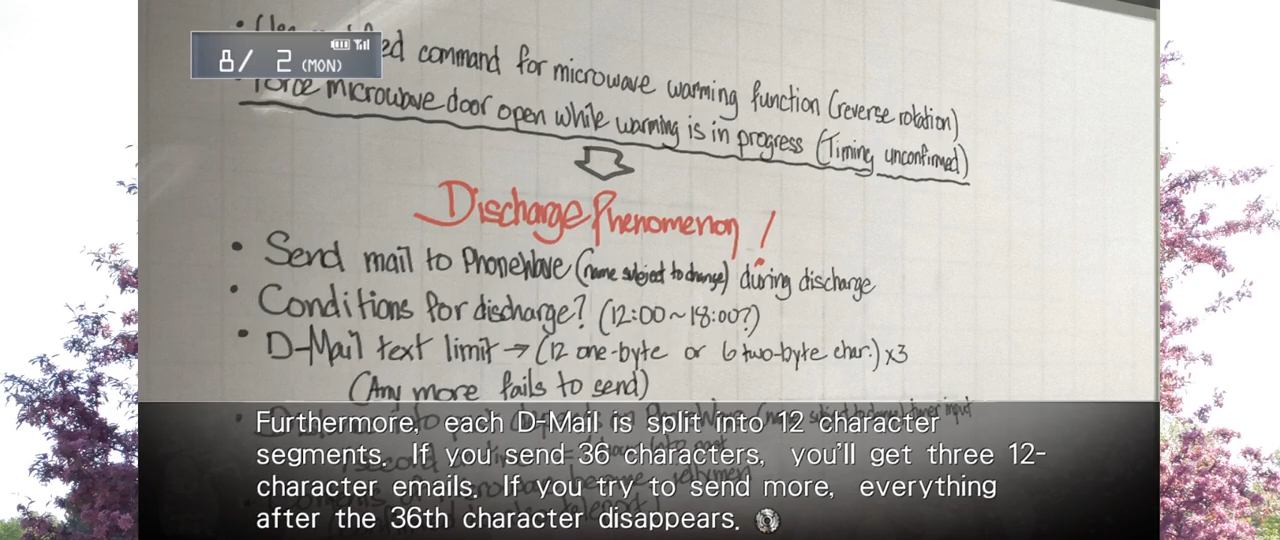 8/ 2 (MON)
ed command for microwave warming function (reverse rotation)
Force microwave door open while warming is in progress (Timing unconfirmed)
Discharge Phenomenon!
• Send mail to PhoneWave (name subject to change) during discharge
• Conditions for discharge? (12:00~18:00?)
• D-Mail text limit → (12 one-byte or 6 two-byte char.) x3
(Any more fails to send)
Furthermore, each D-Mail is split into 12 character
segments. If you send 36 characters, you'll get three 12-
character emails. If you try to send more, everything
after the 36th character disappears.